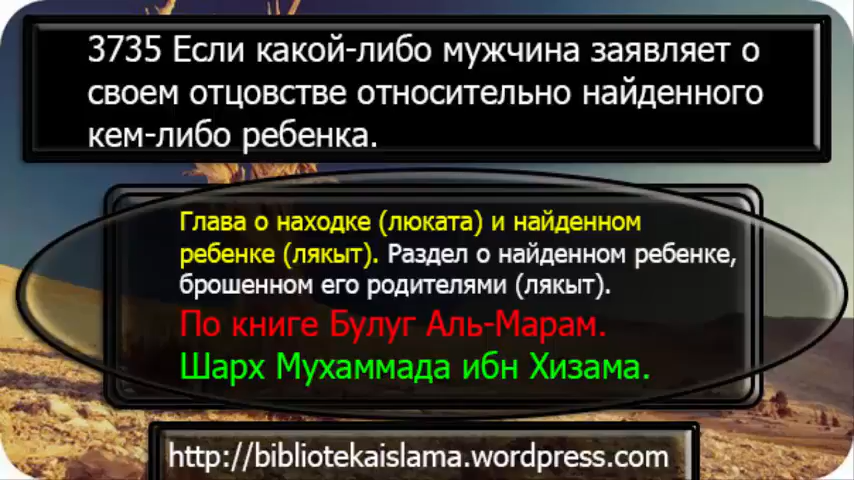 3735 Если какой-либо мужчина заявляет о
своем отцовстве относительно найденного
кем-либо ребенка.
Глава о находке (люката) и найденном
ребенке (лякыт). Раздел о найденном ребенке,
брошенном его родителями (лякыт).
По книге Булуг Аль-Марам.
Шарх Мухаммада ибн Хизама.
http://bibliotekaislama.wordpress.com